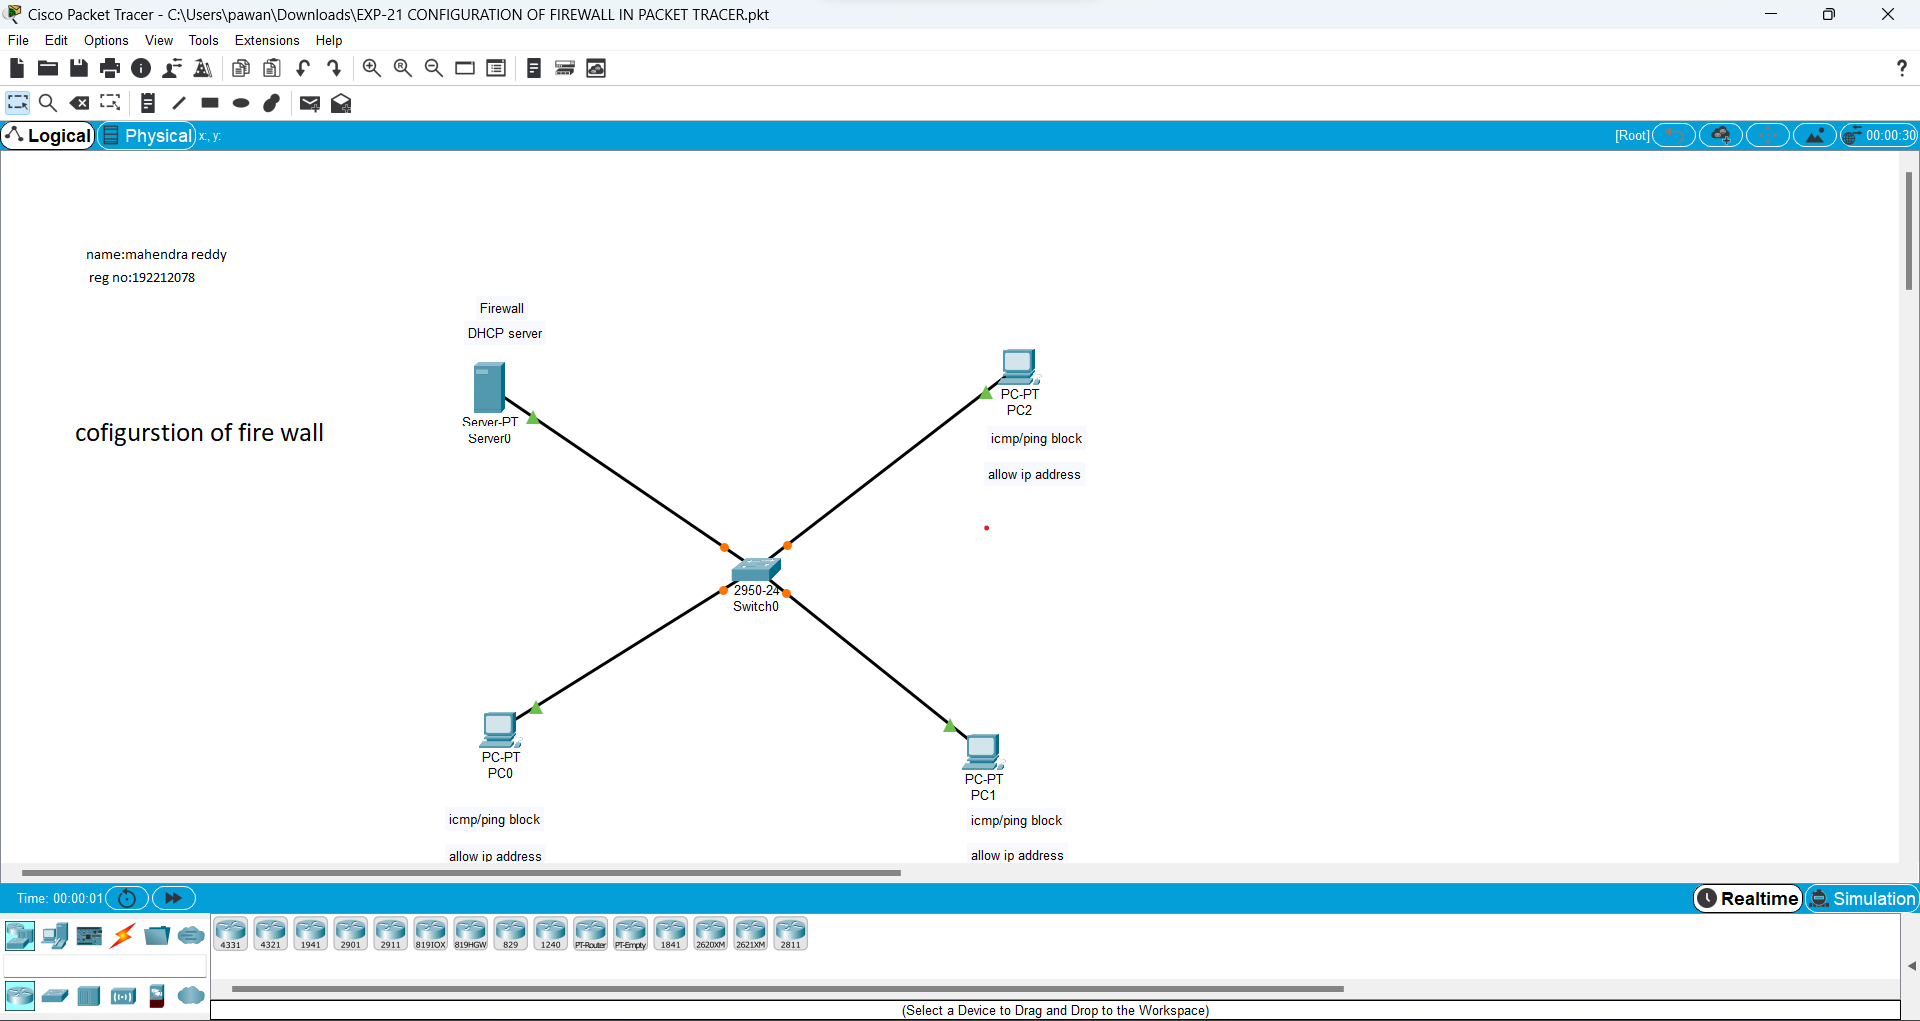 Cisco Packet Tracer - C:\Users\pawan\Downloads\EXP-21 CONFIGURATION OF FIREWALL IN PACKET TRACER.pkt
File Edit Options View Tools Extensions Help
?
Logical Physical x:, y: [Root] 00:00:30
name:mahendra reddy
reg no:192212078
Firewall
DHCP server
Server-PT
Server0
PC-PT
PC2
cofigurstion of fire wall
icmp/ping block
allow ip address
2950-24
Switch0
PC-PT
PC0
PC-PT
PC1
icmp/ping block
icmp/ping block
allow ip address
allow ip address
Time: 00:00:01 Realtime Simulation
4331 4321 1941 2901 2911 819IOX 819HGW 829 1240 PT-Router PT-Empty 1841 2620XM 2621XM 2811
(Select a Device to Drag and Drop to the Workspace)